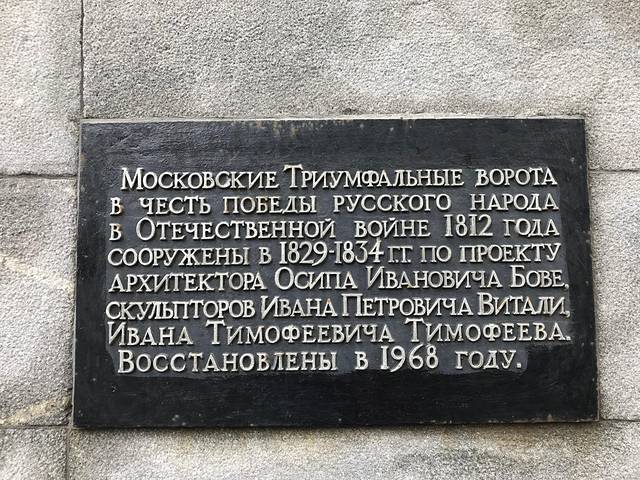 Московские Триумфальные ворота
в честь победы русского народа
в Отечественной войне 1812 года
сооружены в 1829-1834 гг. по проекту
архитектора Осипа Ивановича Бове,
скульпторов Ивана Петровича Витали,
Ивана Тимофеевича Тимофеева.
Восстановлены в 1968 году.